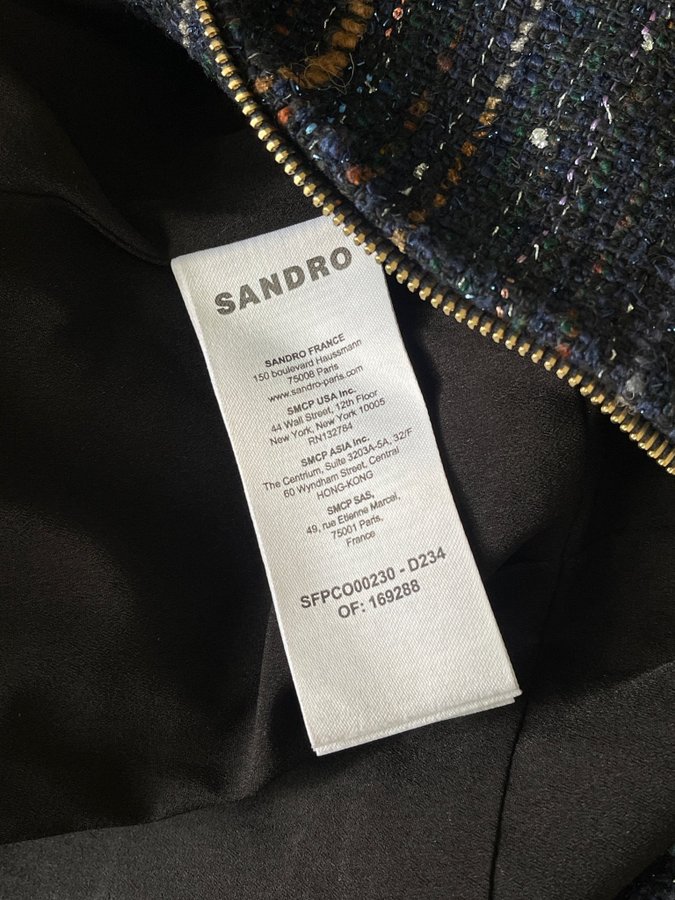 SANDRO
SANDRO FRANCE
150 boulevard Haussmann
75008 Paris
www.sandro-paris.com
SMCP USA Inc.
44 Wall Street, 12th Floor
New York, New York 10005
RN132784
SMCP ASIA Inc.
The Centrium, Suite 3203A-5A, 32/F
60 Wyndham Street, Central
HONG-KONG
SMCP SAS,
49, rue Etienne Marcel,
75001 Paris,
France
SFPCO00230 - D234
OF: 169288